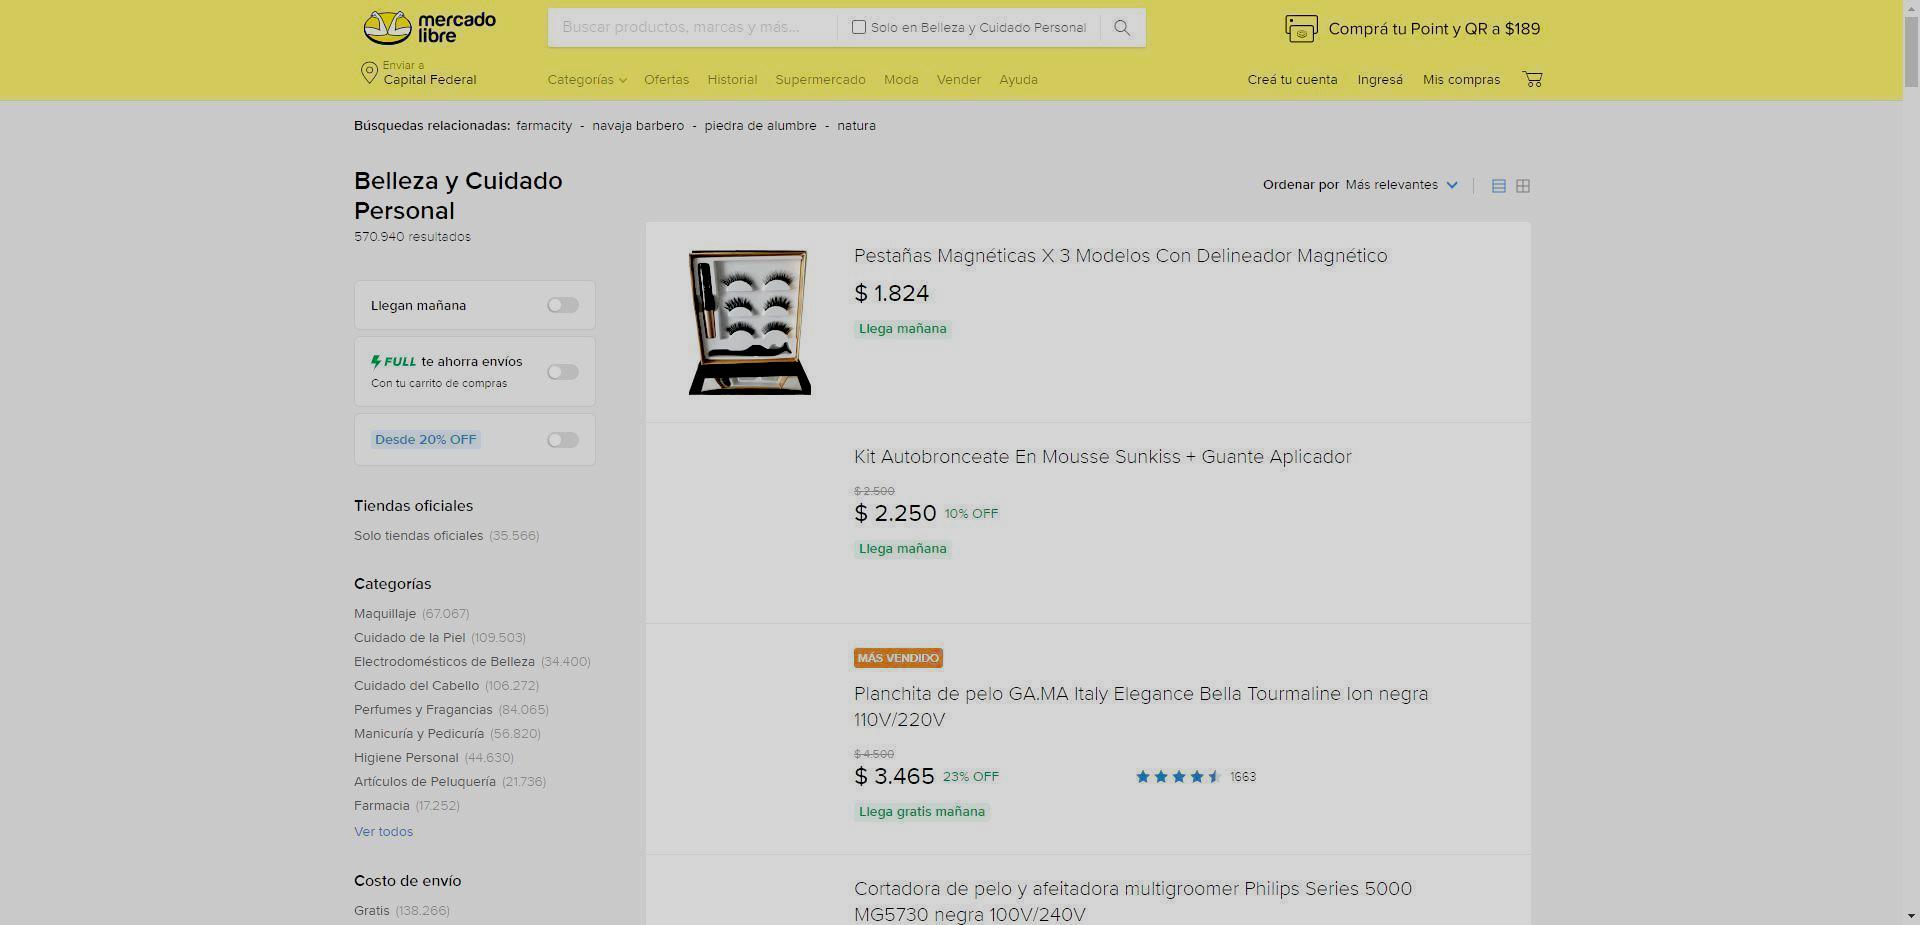 mercado
libre
Buscar productos, marcas y más...
Solo en Belleza y Cuidado Personal
Comprá tu Point y QR a $189
Enviar a
Capital Federal
Categorías Ofertas Historial Supermercado Moda Vender Ayuda
Creá tu cuenta Ingresá Mis compras
Búsquedas relacionadas: farmacity - navaja barbero - piedra de alumbre - natura
Belleza y Cuidado
Personal
570.940 resultados
Ordenar por Más relevantes
Llegan mañana
FULL te ahorra envíos
Con tu carrito de compras
Desde 20% OFF
Tiendas oficiales
Solo tiendas oficiales (35.566)
Categorías
Maquillaje (67.067)
Cuidado de la Piel (109.503)
Electrodomésticos de Belleza (34.400)
Cuidado del Cabello (106.272)
Perfumes y Fragancias (84.065)
Manicuría y Pedicuría (56.820)
Higiene Personal (44.630)
Artículos de Peluquería (21.736)
Farmacia (17.252)
Ver todos
Costo de envío
Gratis (138.266)
Pestañas Magnéticas X 3 Modelos Con Delineador Magnético
$ 1.824
Llega mañana
Kit Autobronceate En Mousse Sunkiss + Guante Aplicador
$ 2.500
$ 2.250 10% OFF
Llega mañana
MÁS VENDIDO
Planchita de pelo GA.MA Italy Elegance Bella Tourmaline Ion negra
110V/220V
$ 4.500
$ 3.465 23% OFF
1663
Llega gratis mañana
Cortadora de pelo y afeitadora multigroomer Philips Series 5000
MG5730 negra 100V/240V